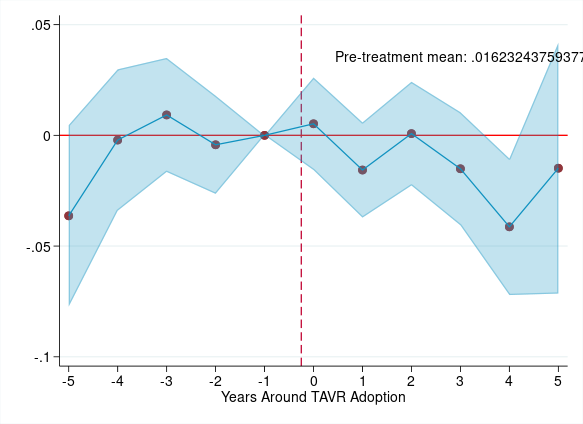 .05
Pre-treatment mean: .01623243759377
0
-.05
-.1
-5 -4 -3 -2 -1 0 1 2 3 4 5
Years Around TAVR Adoption